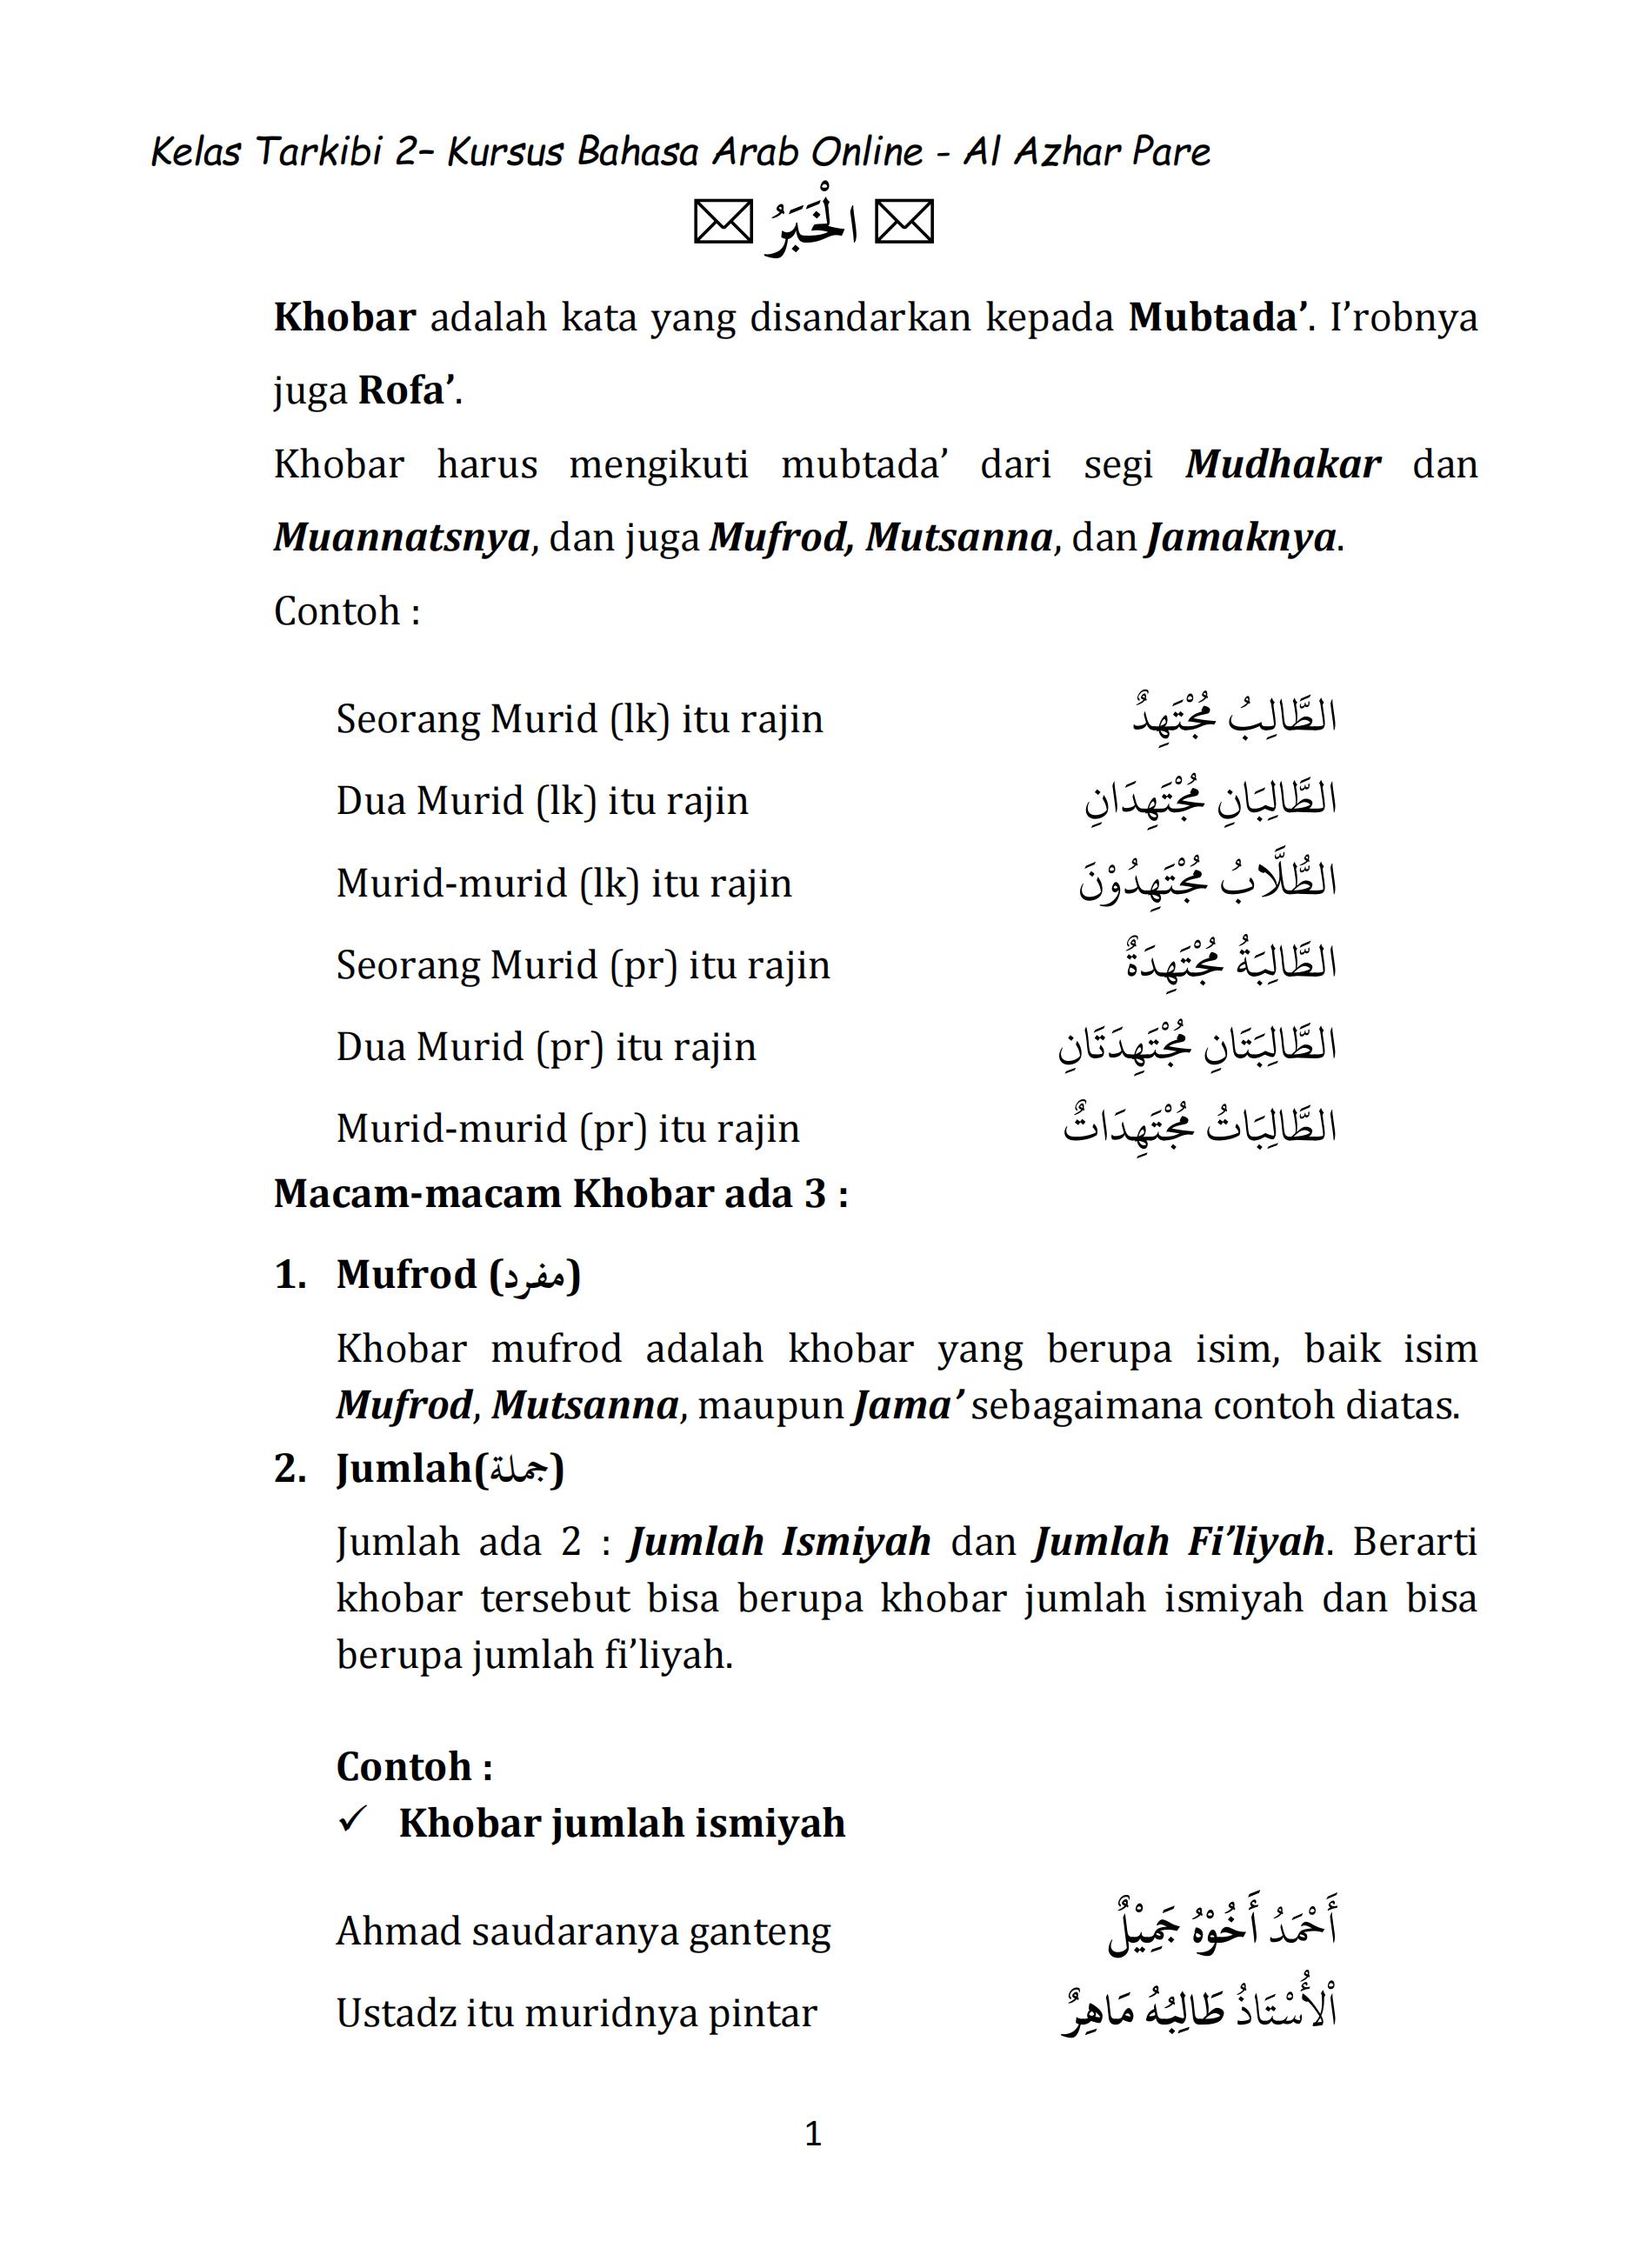 Kelas Tarkibi 2– Kursus Bahasa Arab Online - Al Azhar Pare
الْخَبَرُ
Khobar adalah kata yang disandarkan kepada Mubtada’. I’robnya
juga Rofa’.
Khobar harus mengikuti mubtada’ dari segi Mudhakar dan
Muannatsnya, dan juga Mufrod, Mutsanna, dan Jamaknya.
Contoh :
Seorang Murid (lk) itu rajin الطَّالِبُ مُجْتَهِدٌ
Dua Murid (lk) itu rajin الطَّالِبَانِ مُجْتَهِدَانِ
Murid-murid (lk) itu rajin الطُّلَّابُ مُجْتَهِدُوْنَ
Seorang Murid (pr) itu rajin الطَّالِبَةُ مُجْتَهِدَةٌ
Dua Murid (pr) itu rajin الطَّالِبَتَانِ مُجْتَهِدَتَانِ
Murid-murid (pr) itu rajin الطَّالِبَاتُ مُجْتَهِدَاتٌ
Macam-macam Khobar ada 3 :
1. Mufrod (مفرد)
Khobar mufrod adalah khobar yang berupa isim, baik isim
Mufrod, Mutsanna, maupun Jama’ sebagaimana contoh diatas.
2. Jumlah(جملة)
Jumlah ada 2 : Jumlah Ismiyah dan Jumlah Fi’liyah. Berarti
khobar tersebut bisa berupa khobar jumlah ismiyah dan bisa
berupa jumlah fi’liyah.
Contoh :
✓ Khobar jumlah ismiyah
Ahmad saudaranya ganteng أَحْمَدُ أَخُوْهُ جَمِيْلٌ
Ustadz itu muridnya pintar اْلأُسْتَاذُ طَالِبُهُ مَاهِرٌ
1